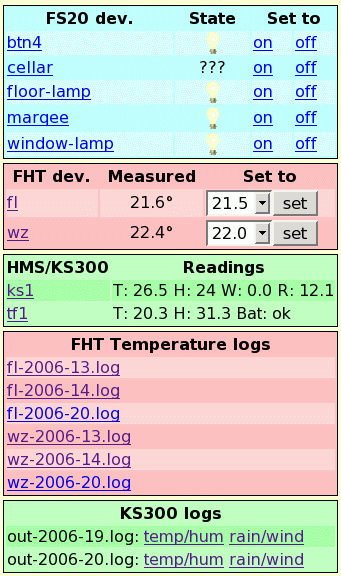 FS20 dev. State Set to
btn4 on off
cellar ??? on off
floor-lamp on off
marqee on off
window-lamp on off
FHT dev. Measured Set to
fl 21.6° 21.5 set
wz 22.4° 22.0 set
HMS/KS300 Readings
ks1 T: 26.5 H: 24 W: 0.0 R: 12.1
tf1 T: 20.3 H: 31.3 Bat: ok
FHT Temperature logs
fl-2006-13.log
fl-2006-14.log
fl-2006-20.log
wz-2006-13.log
wz-2006-14.log
wz-2006-20.log
KS300 logs
out-2006-19.log: temp/hum rain/wind
out-2006-20.log: temp/hum rain/wind